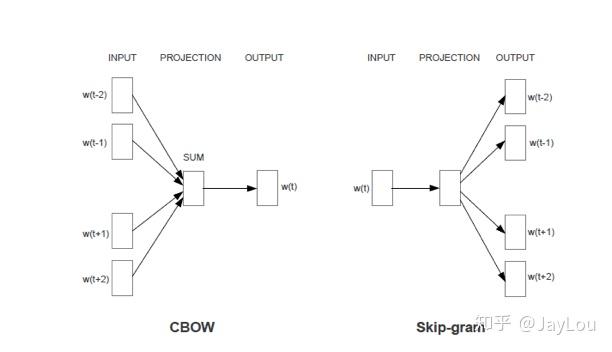 INPUT PROJECTION OUTPUT
w(t-2)
w(t-1)
SUM
w(t)
w(t+1)
w(t+2)
CBOW
INPUT PROJECTION OUTPUT
w(t-2)
w(t-1)
w(t)
w(t+1)
w(t+2)
Skip-gram
知乎 @JayLou